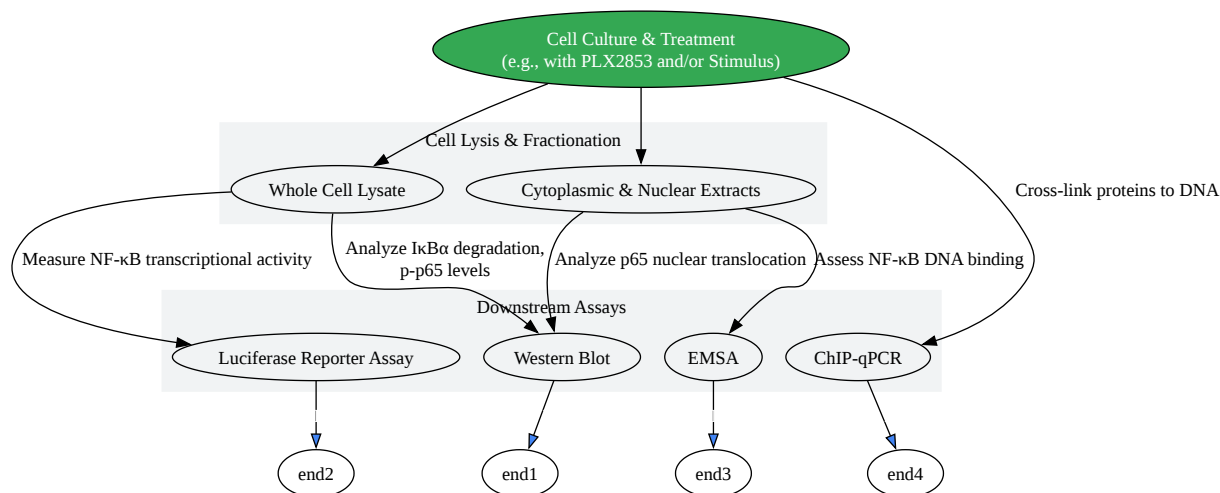 Cell Culture & Treatment
(e.g., with PLX2853 and/or Stimulus)
Cell Lysis & Fractionation
Whole Cell Lysate
Cytoplasmic & Nuclear Extracts
Cross-link proteins to DNA
Measure NF-κB transcriptional activity
Analyze IκBα degradation,
p-p65 levels
Analyze p65 nuclear translocation
Assess NF-κB DNA binding
Downstream Assays
Luciferase Reporter Assay
Western Blot
EMSA
ChIP-qPCR
end2
end1
end3
end4